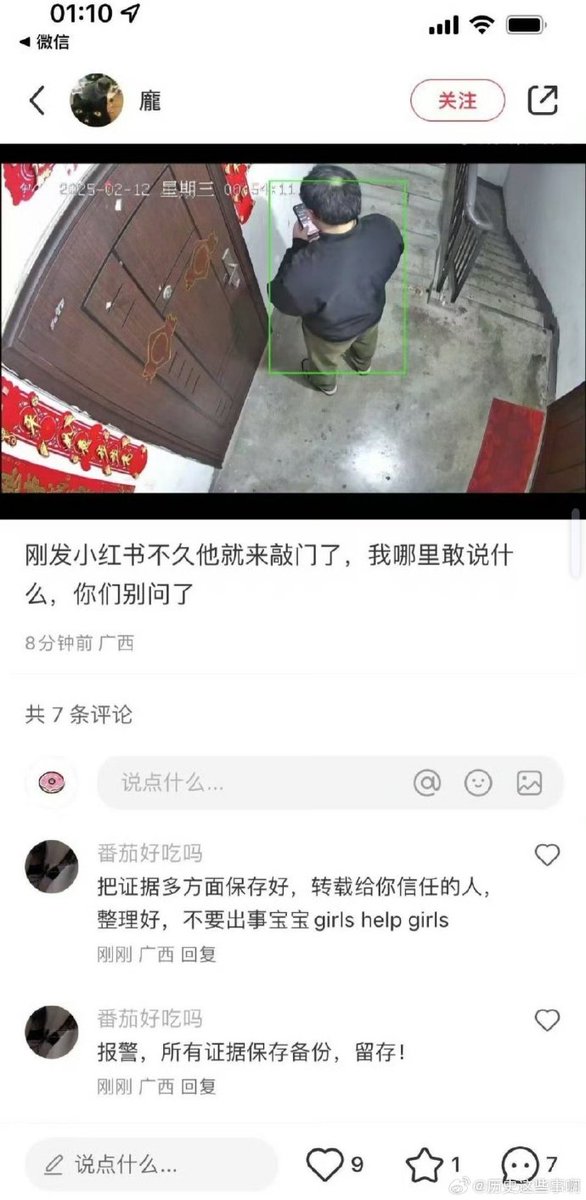 01:10
微信
龐
关注
2025-02-12 星期三
刚发小红书不久他就来敲门了，我哪里敢说什
么，你们别问了
8分钟前 广西
共 7 条评论
说点什么...
番茄好吃吗
把证据多方面保存好，转载给你信任的人，
整理好，不要出事宝宝girls help girls
刚刚 广西 回复
番茄好吃吗
报警，所有证据保存备份，留存！
刚刚 广西 回复
说点什么...
9
1
7
@历史这些事啊